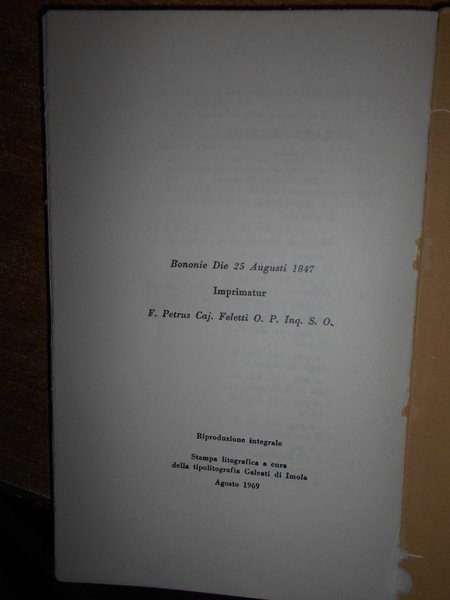 Bononie Die 25 Augusti 1847
Imprimatur
F. Petrus Caj. Feletti O. P. Inq. S. O.
Riproduzione integrale
Stampa litografica a cura
della tipolitografia Galeati di Imola
Agosto 1969